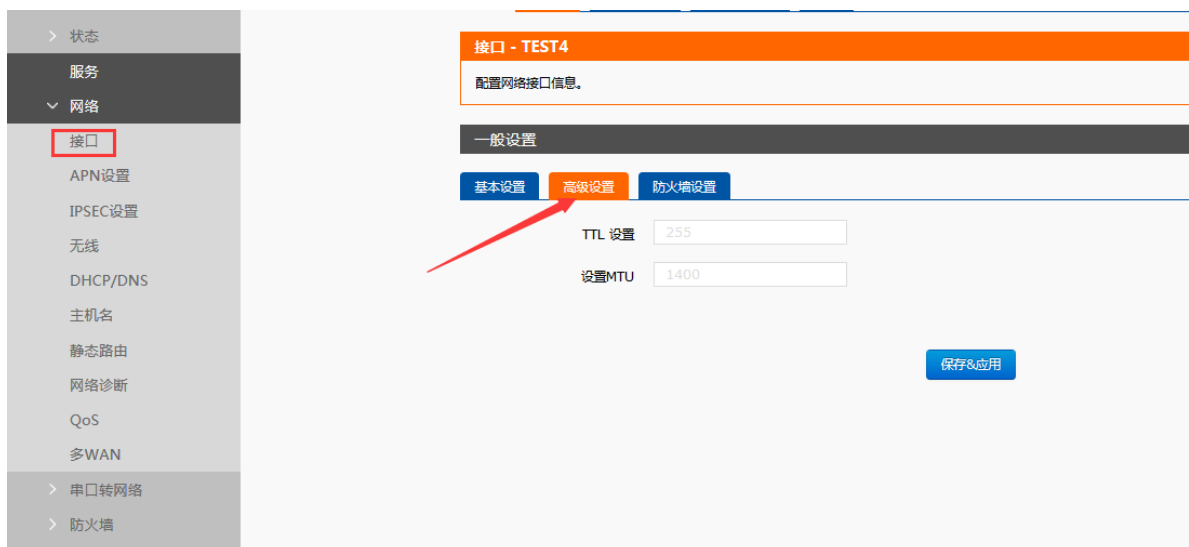 状态
服务
网络
接口
APN设置
IPSEC设置
无线
DHCP/DNS
主机名
静态路由
网络诊断
QoS
多WAN
串口转网络
防火墙
接口 - TEST4
配置网络接口信息。
一般设置
基本设置 高级设置 防火墙设置
TTL 设置 255
设置MTU 1400
保存&应用